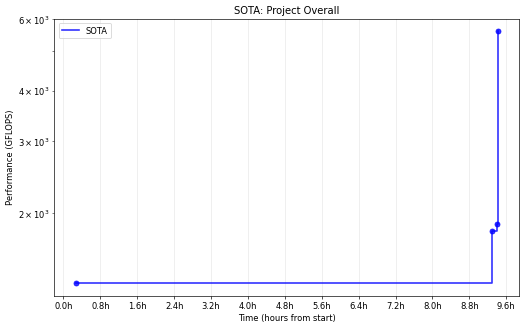 SOTA: Project Overall
SOTA
6 × 10³
4 × 10³
3 × 10³
2 × 10³
Performance (GFLOPS)
0.0h 0.8h 1.6h 2.4h 3.2h 4.0h 4.8h 5.6h 6.4h 7.2h 8.0h 8.8h 9.6h
Time (hours from start)